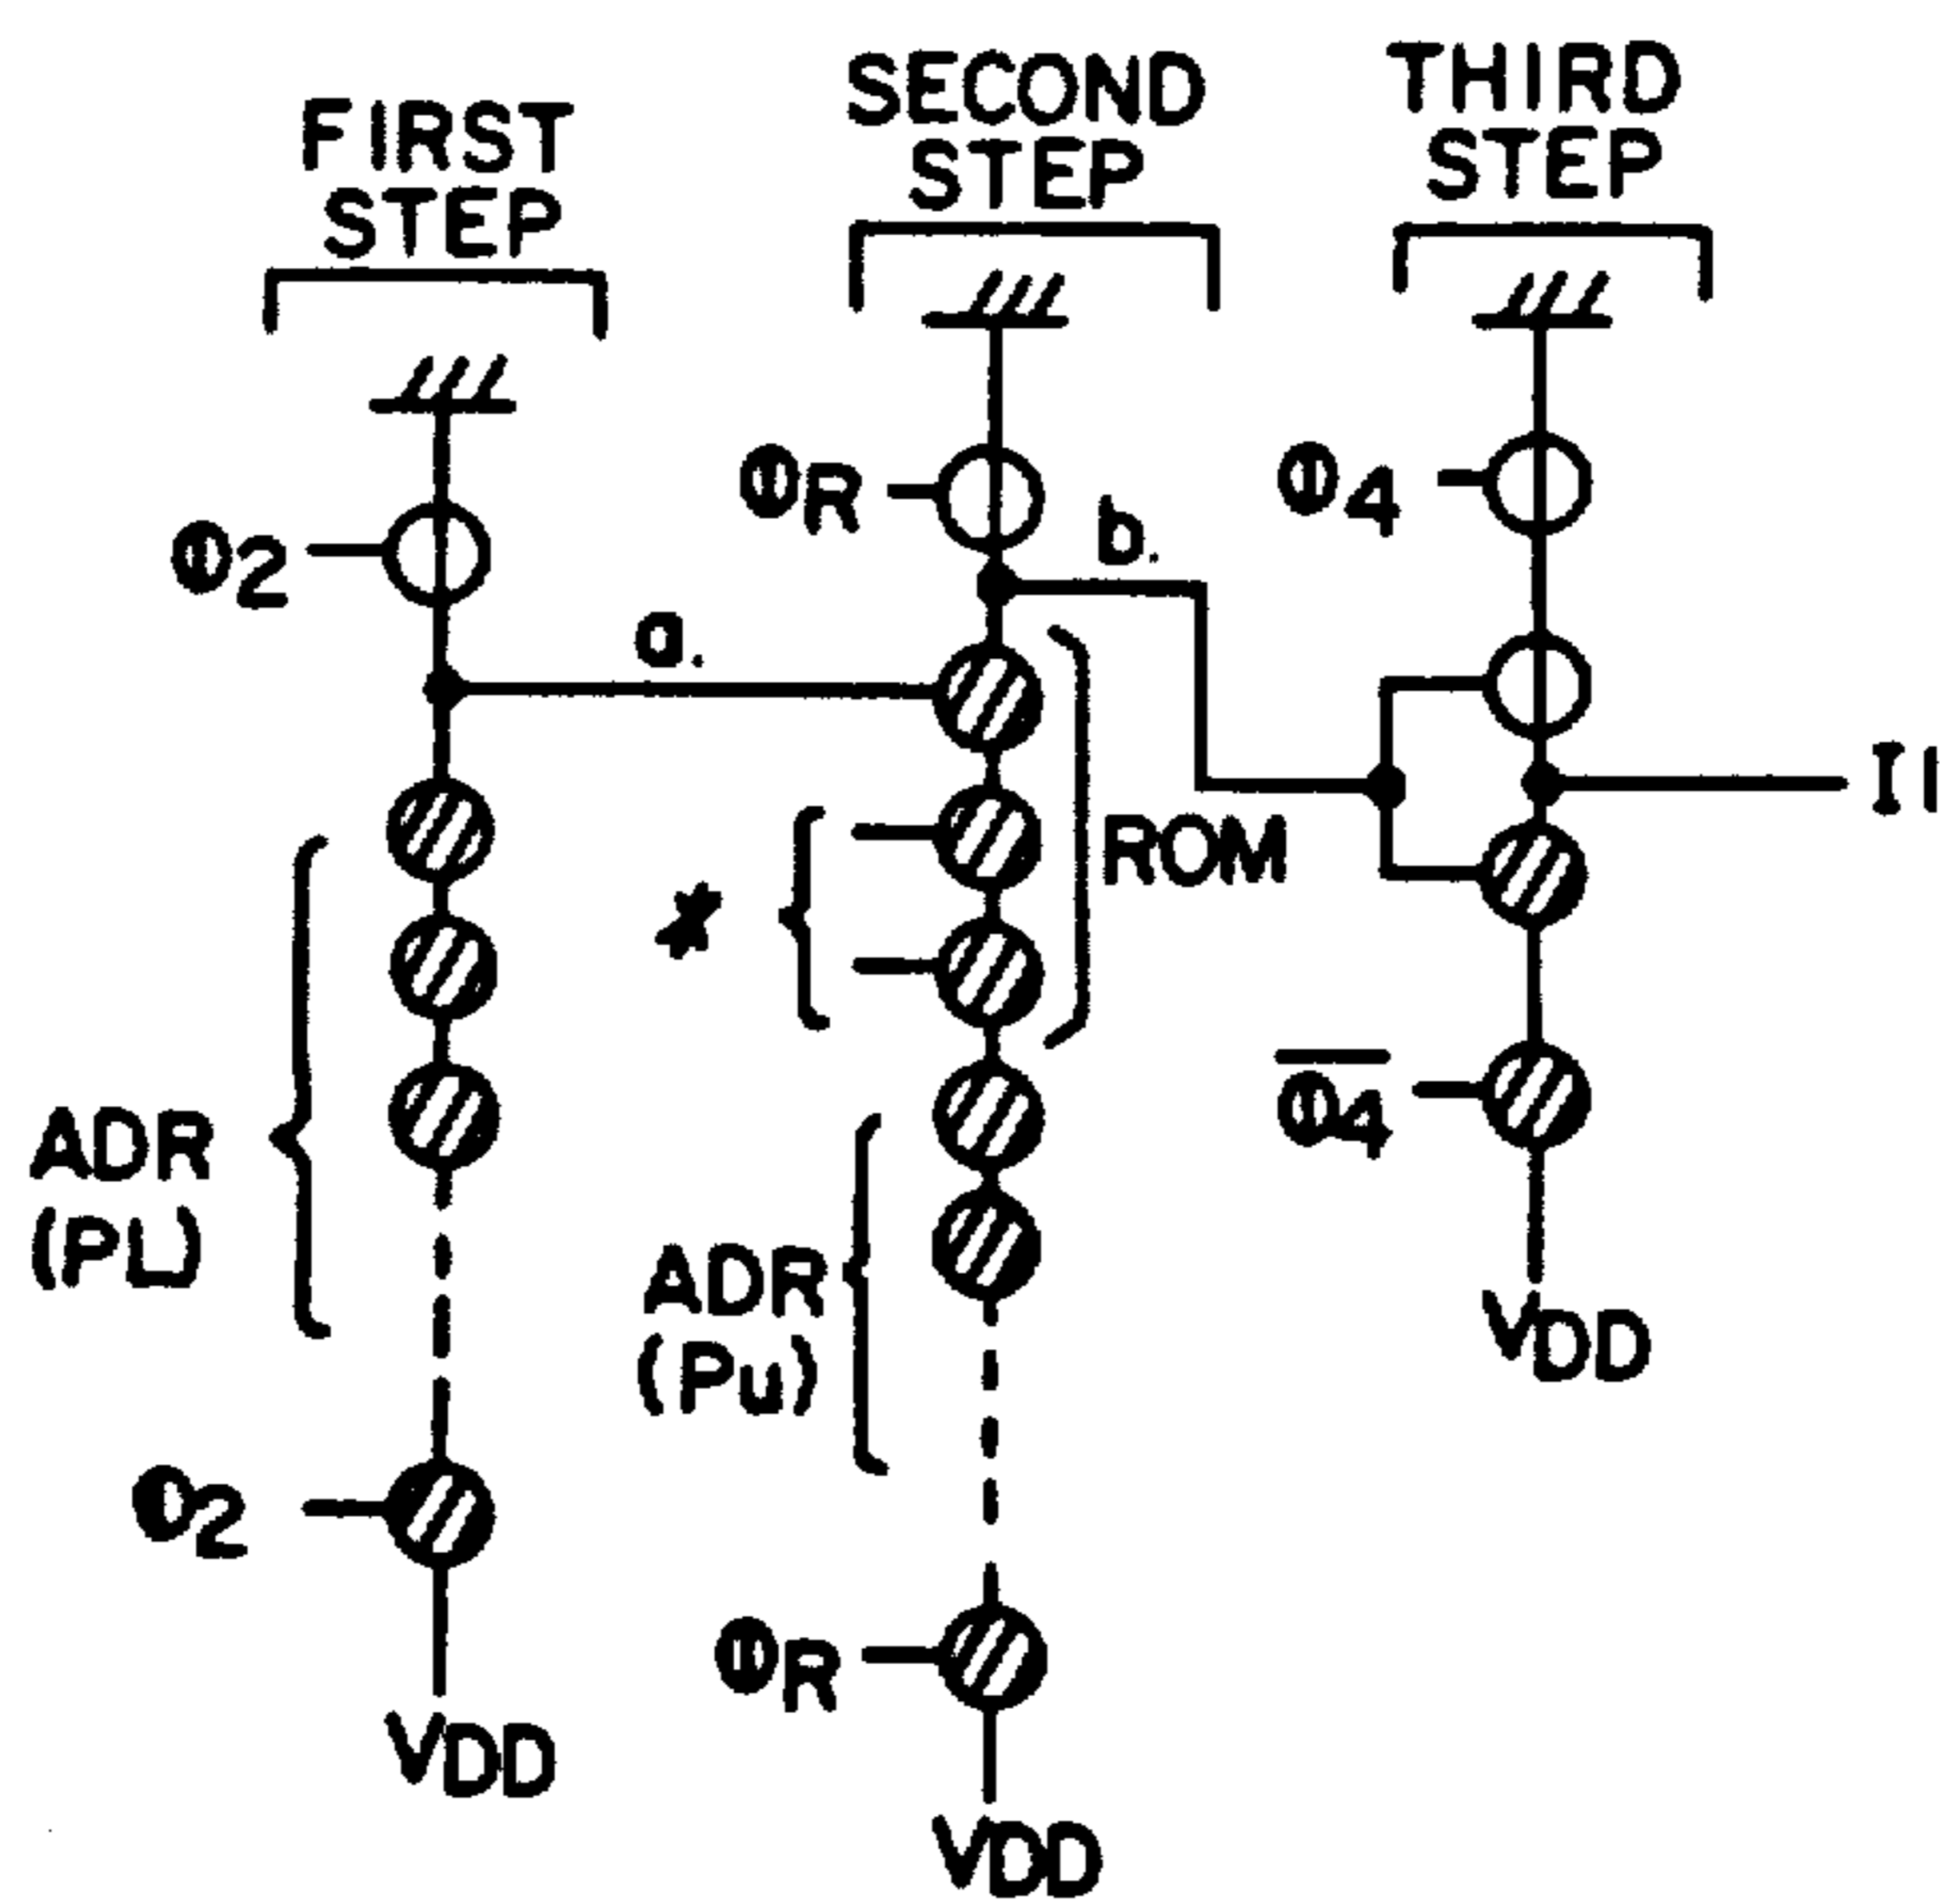 FIRST
STEP
SECOND
STEP
THIRD
STEP
Φ2
ΦR
Φ4
a.
b.
I1
*
ROM
ADR
(PL)
ADR
(Pu)
Φ4
VDD
Φ2
ΦR
VDD
VDD